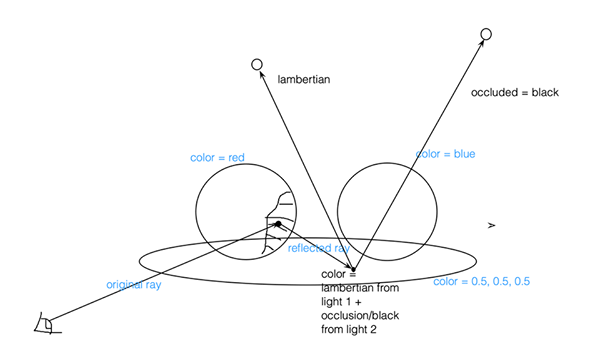 lambertian
occluded = black
color = red
color = blue
reflected ray
original ray
color =
lambertian from
light 1 +
occlusion/black
from light 2
color = 0.5, 0.5, 0.5